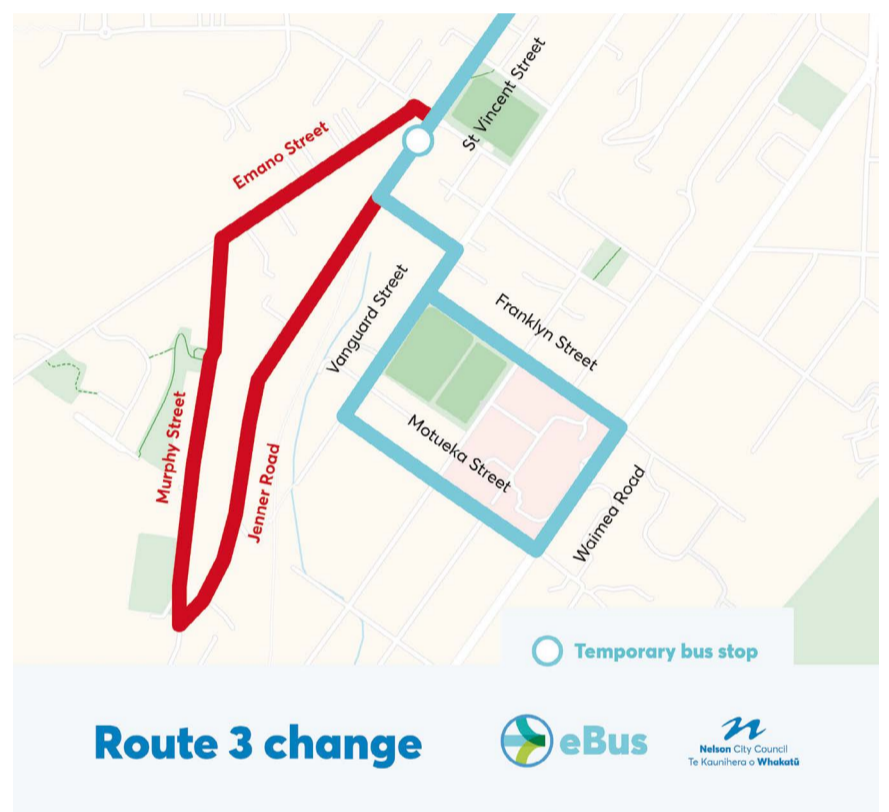 St Vincent Street
Emano Street
Vanguard Street
Franklyn Street
Murphy Street
Motueka Street
Jenner Road
Waimea Road
Temporary bus stop
Route 3 change
eBus
Nelson City Council
Te Kaunihera o Whakatū